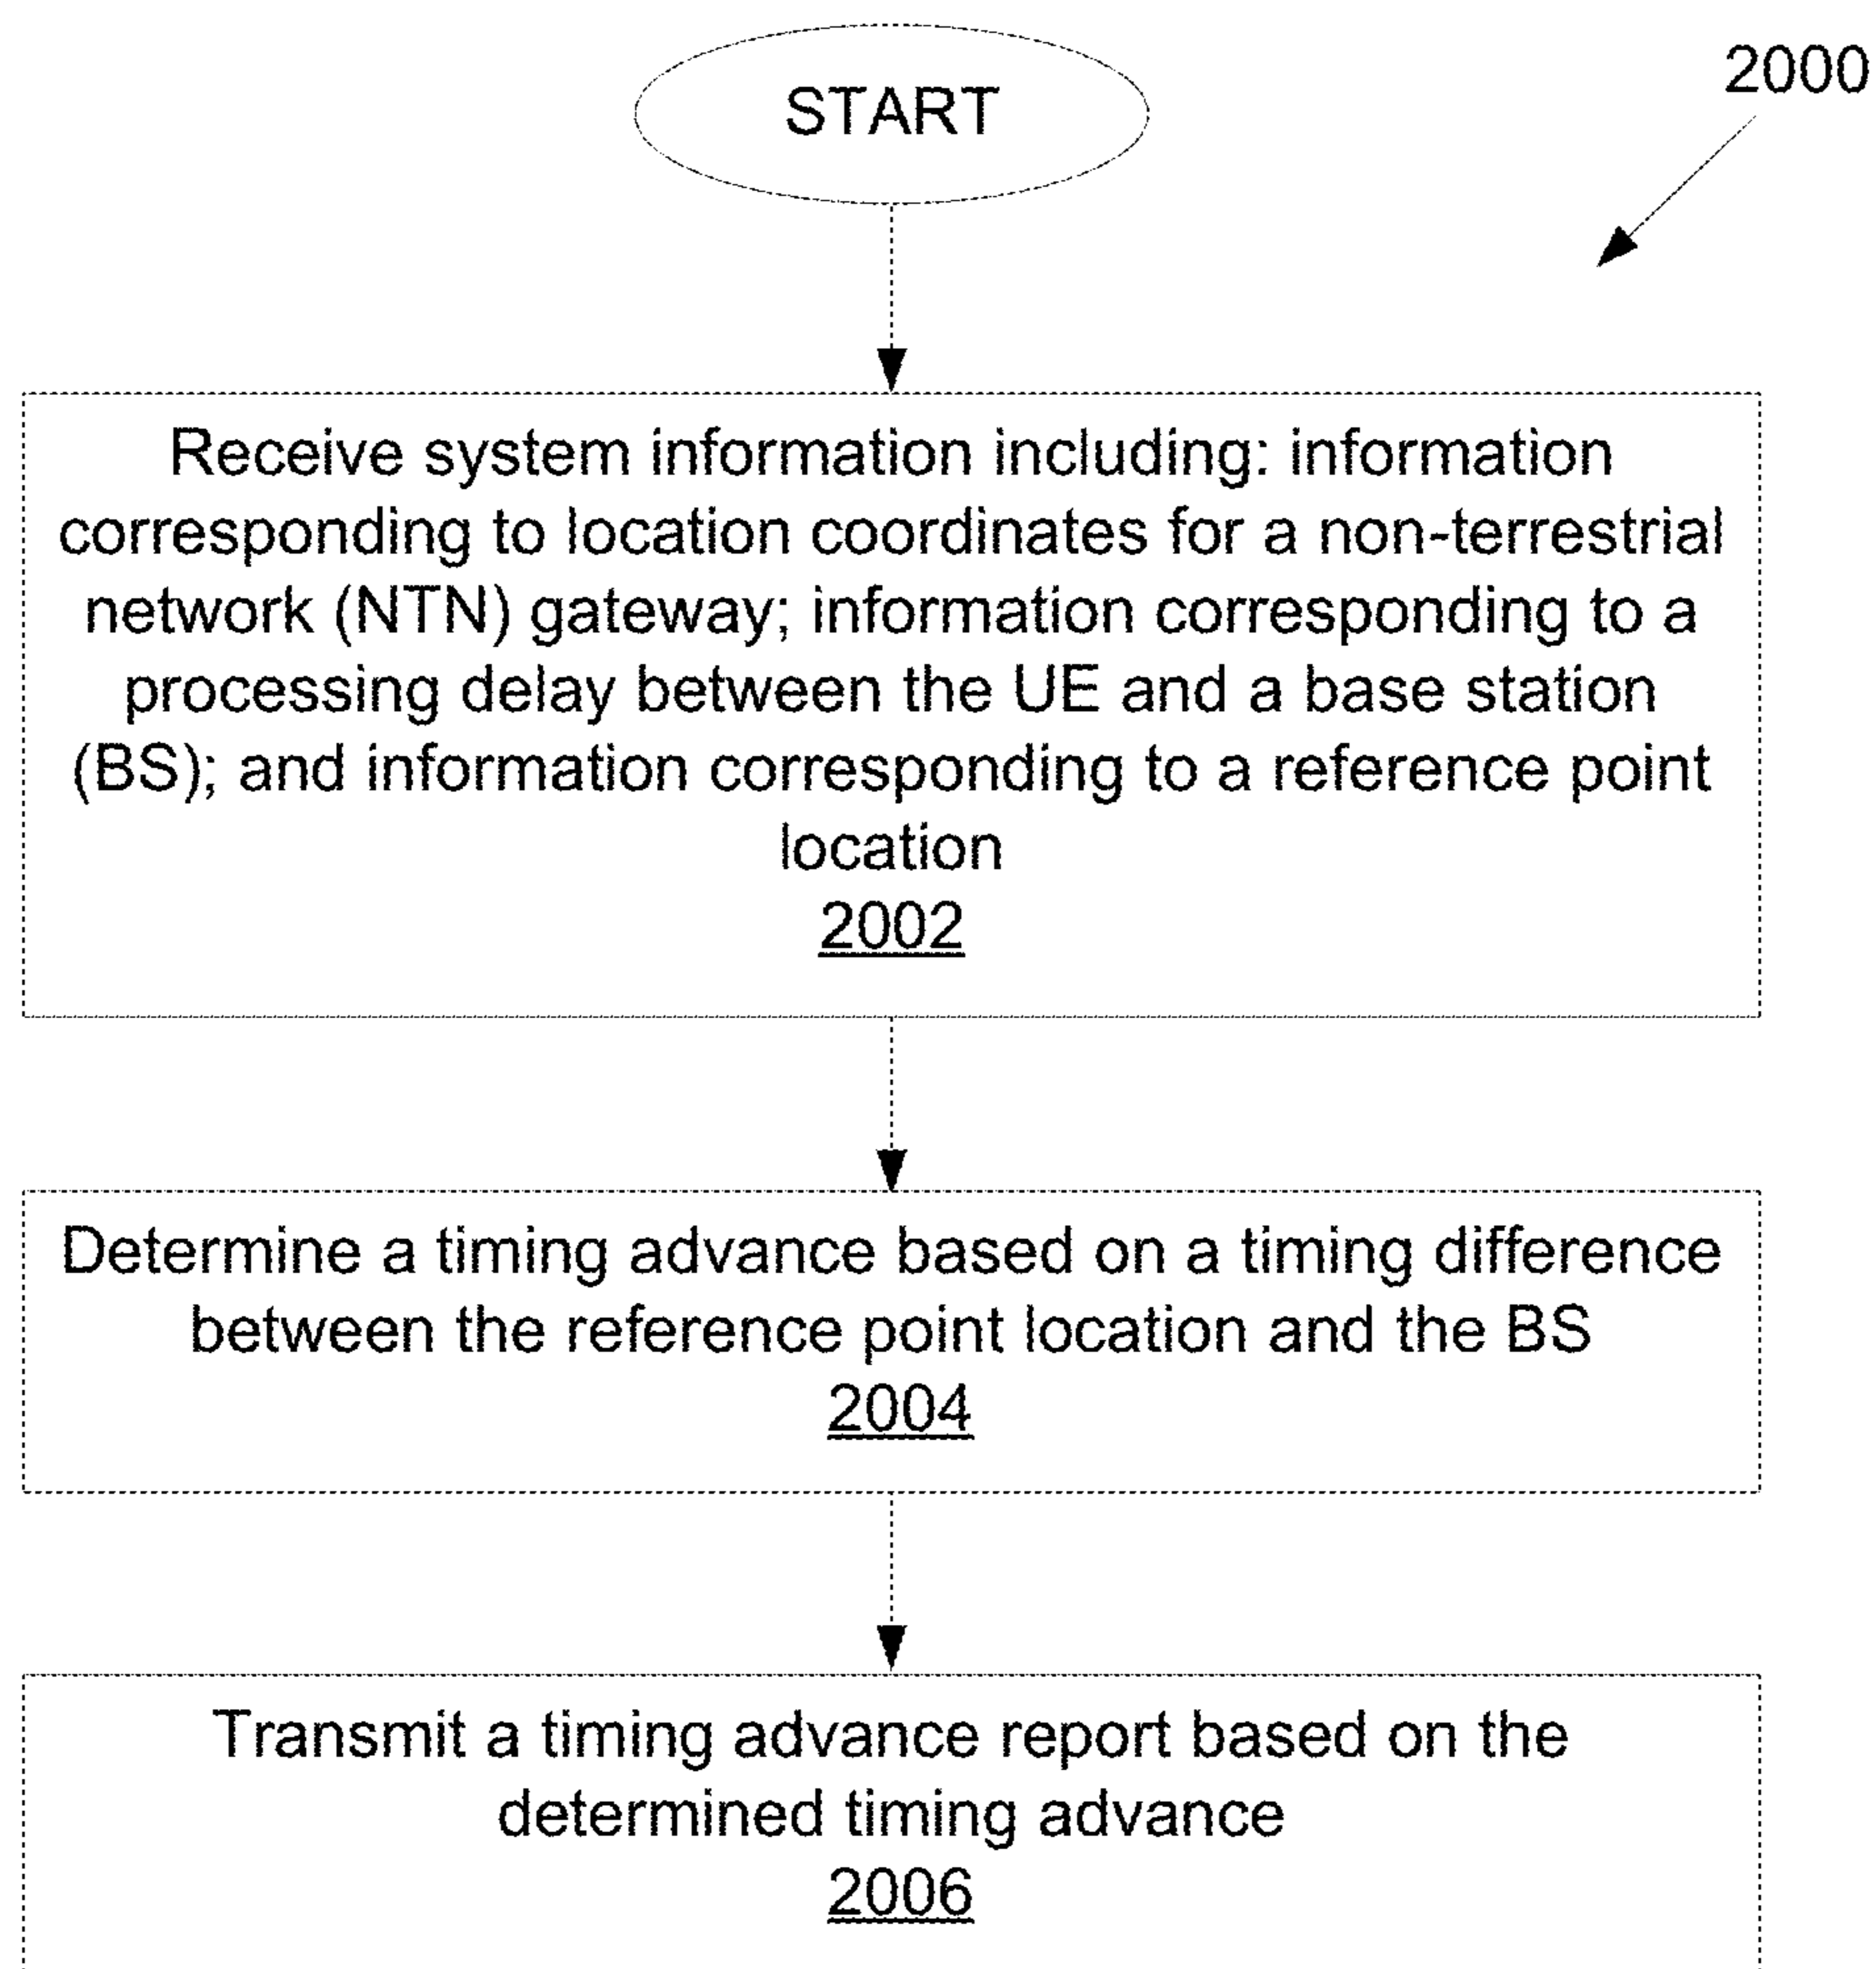 START
2000
Receive system information including: information
corresponding to location coordinates for a non-terrestrial
network (NTN) gateway; information corresponding to a
processing delay between the UE and a base station
(BS); and information corresponding to a reference point
location
2002
Determine a timing advance based on a timing difference
between the reference point location and the BS
2004
Transmit a timing advance report based on the
determined timing advance
2006